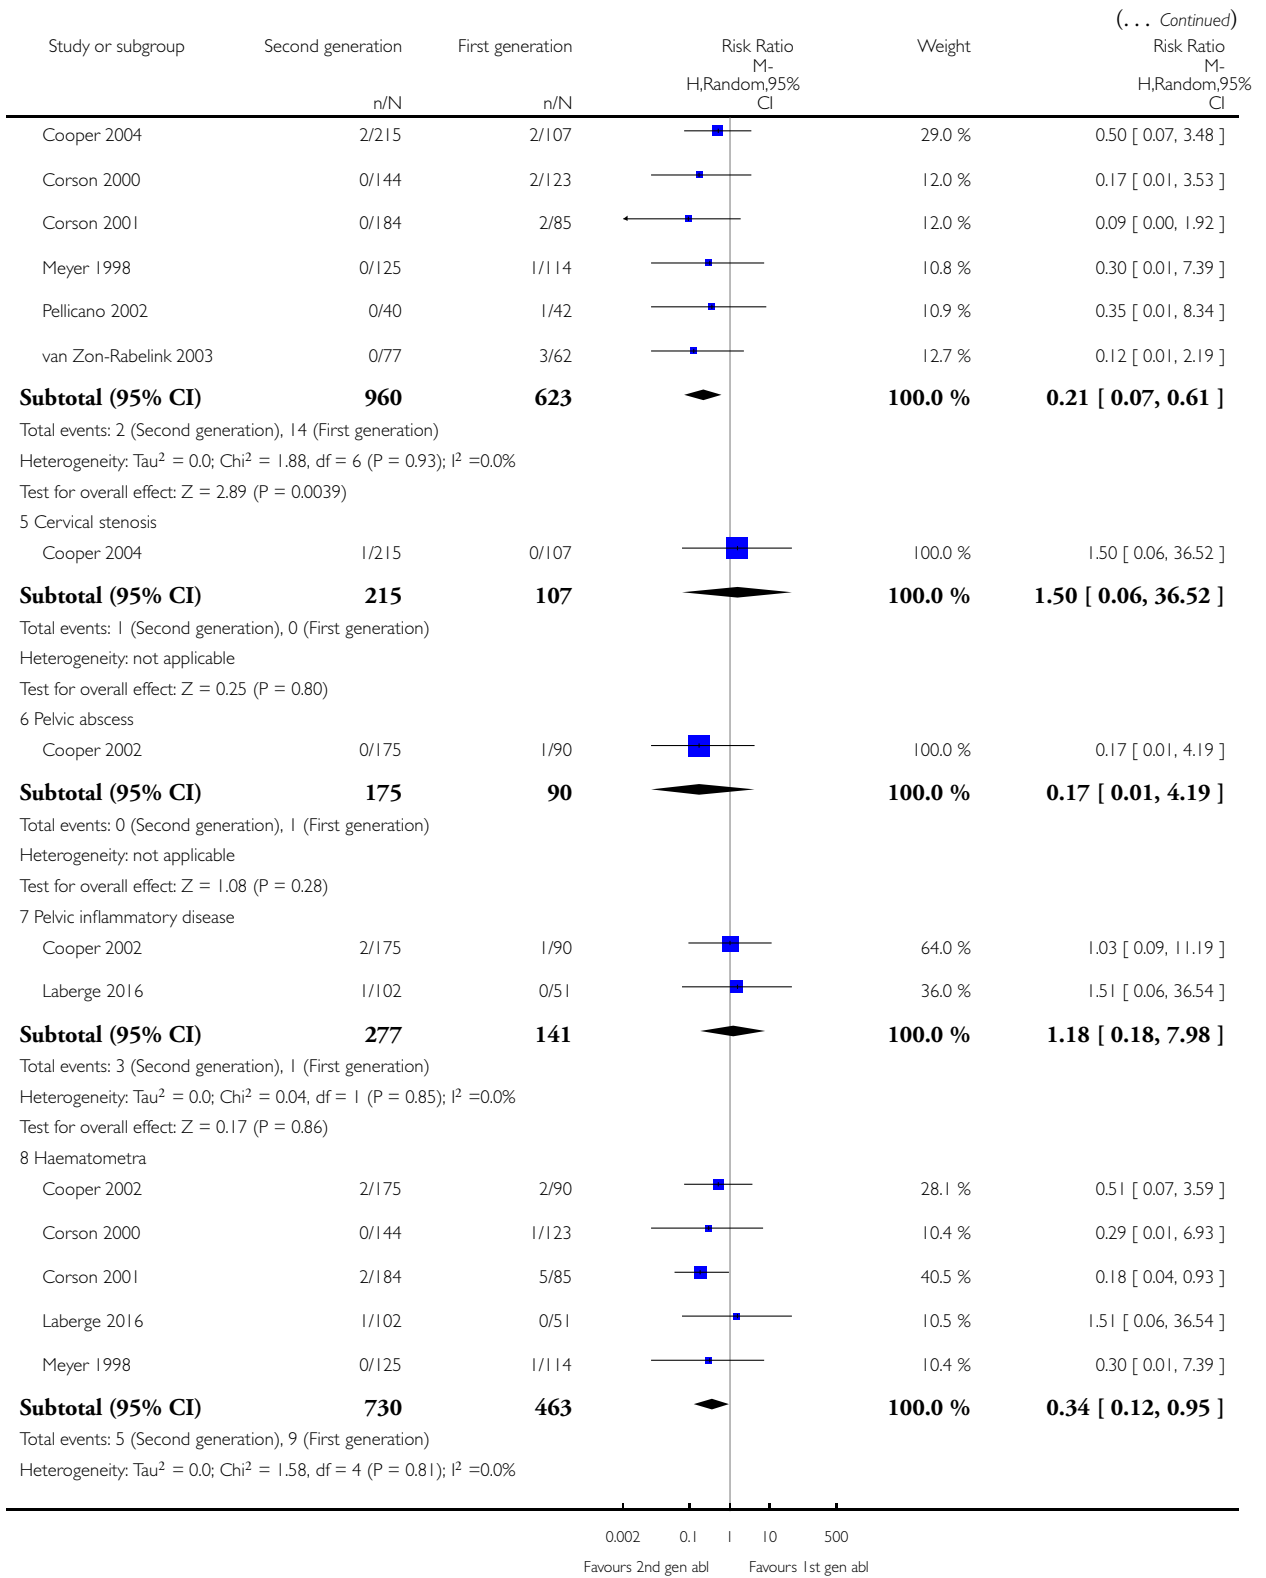 (... Continued)
Study or subgroup Second generation First generation Risk Ratio Weight Risk Ratio
M- M-
H,Random,95% H,Random,95%
n/N n/N CI CI
Cooper 2004 2/215 2/107 29.0 % 0.50 [ 0.07, 3.48 ]
Corson 2000 0/144 2/123 12.0 % 0.17 [ 0.01, 3.53 ]
Corson 2001 0/184 2/85 12.0 % 0.09 [ 0.00, 1.92 ]
Meyer 1998 0/125 1/114 10.8 % 0.30 [ 0.01, 7.39 ]
Pellicano 2002 0/40 1/42 10.9 % 0.35 [ 0.01, 8.34 ]
van Zon-Rabelink 2003 0/77 3/62 12.7 % 0.12 [ 0.01, 2.19 ]
Subtotal (95% CI) 960 623 100.0 % 0.21 [ 0.07, 0.61 ]
Total events: 2 (Second generation), 14 (First generation)
Heterogeneity: Tau² = 0.0; Chi² = 1.88, df = 6 (P = 0.93); I² =0.0%
Test for overall effect: Z = 2.89 (P = 0.0039)
5 Cervical stenosis
Cooper 2004 1/215 0/107 100.0 % 1.50 [ 0.06, 36.52 ]
Subtotal (95% CI) 215 107 100.0 % 1.50 [ 0.06, 36.52 ]
Total events: 1 (Second generation), 0 (First generation)
Heterogeneity: not applicable
Test for overall effect: Z = 0.25 (P = 0.80)
6 Pelvic abscess
Cooper 2002 0/175 1/90 100.0 % 0.17 [ 0.01, 4.19 ]
Subtotal (95% CI) 175 90 100.0 % 0.17 [ 0.01, 4.19 ]
Total events: 0 (Second generation), 1 (First generation)
Heterogeneity: not applicable
Test for overall effect: Z = 1.08 (P = 0.28)
7 Pelvic inflammatory disease
Cooper 2002 2/175 1/90 64.0 % 1.03 [ 0.09, 11.19 ]
Laberge 2016 1/102 0/51 36.0 % 1.51 [ 0.06, 36.54 ]
Subtotal (95% CI) 277 141 100.0 % 1.18 [ 0.18, 7.98 ]
Total events: 3 (Second generation), 1 (First generation)
Heterogeneity: Tau² = 0.0; Chi² = 0.04, df = 1 (P = 0.85); I² =0.0%
Test for overall effect: Z = 0.17 (P = 0.86)
8 Haematometra
Cooper 2002 2/175 2/90 28.1 % 0.51 [ 0.07, 3.59 ]
Corson 2000 0/144 1/123 10.4 % 0.29 [ 0.01, 6.93 ]
Corson 2001 2/184 5/85 40.5 % 0.18 [ 0.04, 0.93 ]
Laberge 2016 1/102 0/51 10.5 % 1.51 [ 0.06, 36.54 ]
Meyer 1998 0/125 1/114 10.4 % 0.30 [ 0.01, 7.39 ]
Subtotal (95% CI) 730 463 100.0 % 0.34 [ 0.12, 0.95 ]
Total events: 5 (Second generation), 9 (First generation)
Heterogeneity: Tau² = 0.0; Chi² = 1.58, df = 4 (P = 0.81); I² =0.0%
0.002 0.1 1 10 500
Favours 2nd gen abl Favours 1st gen abl